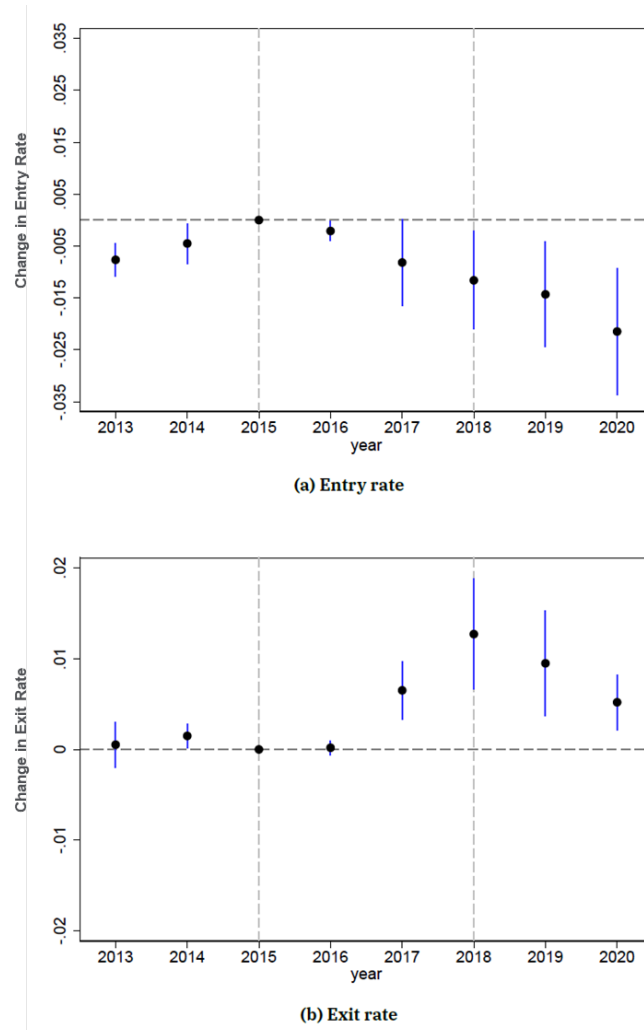 Change in Entry Rate
.035
.025
.015
.005
-.005
-.015
-.025
-.035
2013 2014 2015 2016 2017 2018 2019 2020
year
(a) Entry rate
Change in Exit Rate
.02
.01
0
-.01
-.02
2013 2014 2015 2016 2017 2018 2019 2020
year
(b) Exit rate